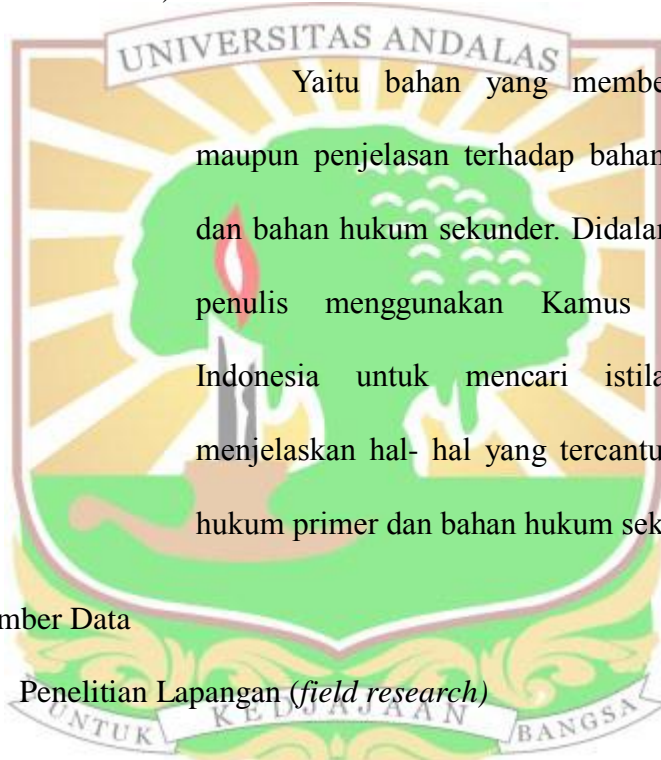 UNIVERSITAS ANDALAS
Yaitu bahan yang membe
maupun penjelasan terhadap bahan
dan bahan hukum sekunder. Didalar
penulis menggunakan Kamus
Indonesia untuk mencari istila
menjelaskan hal- hal yang tercantu
hukum primer dan bahan hukum sek
mber Data
Penelitian Lapangan (field research)
UNTUK KEDJAJAAN BANGSA